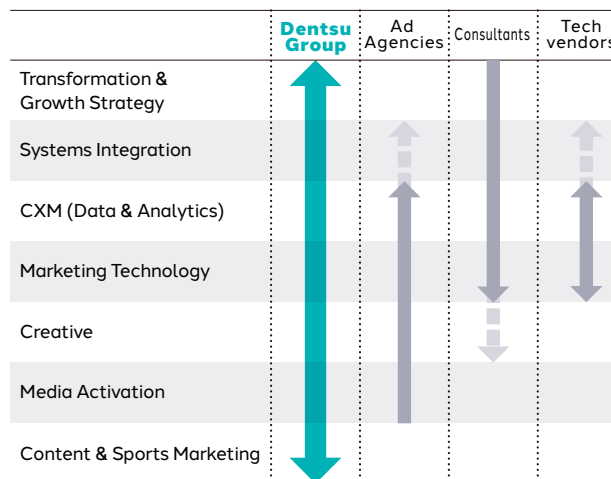 Dentsu
Group
Ad
Agencies
Consultants
Tech
vendors
Transformation &
Growth Strategy
Systems Integration
CXM (Data & Analytics)
Marketing Technology
Creative
Media Activation
Content & Sports Marketing